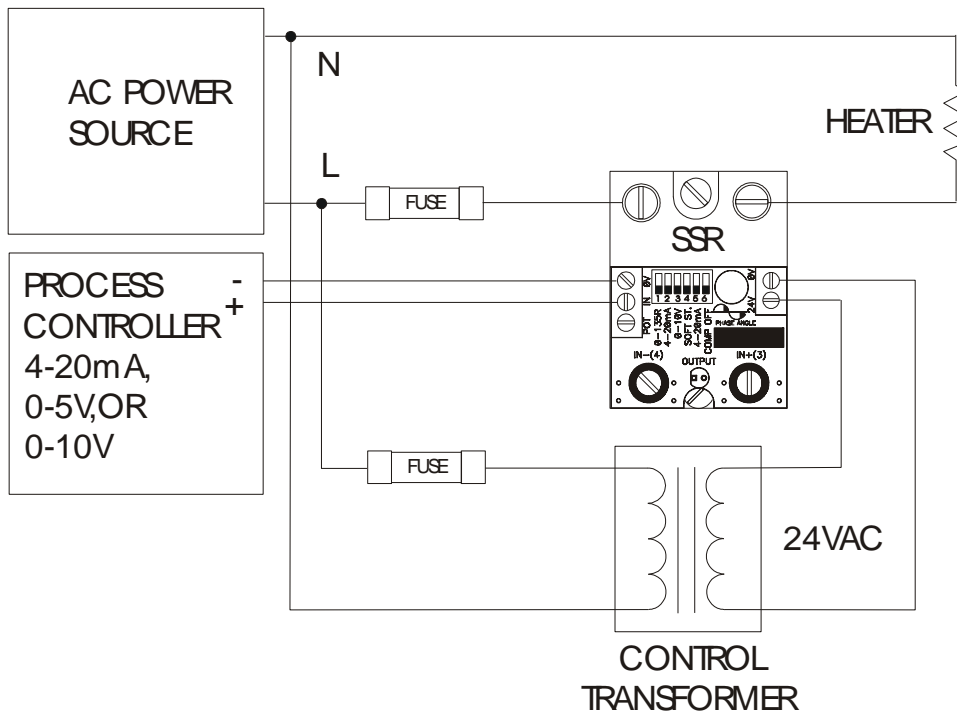 AC POWER
SOURCE
N
L
HEATER
FUSE
SSR
PROCESS
CONTROLLER
-
+
4-20mA,
0-5V,OR
0-10V
0V
IN
POT
1 2 3 4 5 6
0-135R
4-20mA
0-10V
SOFT ST.
4-20mA
COMP OFF
0V
24V
PHASE ANGLE
IN-(4)
OUTPUT
IN+(3)
FUSE
24VAC
CONTROL
TRANSFORMER